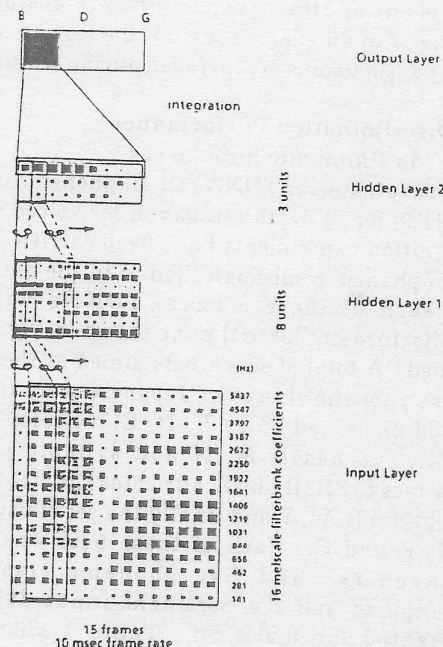 B D G
Output Layer
Integration
Hidden Layer 2
3 units
Hidden Layer 1
8 units
(Hz)
5437
4547
3797
3187
2672
2250
1922
1641
1406
1219
1031
844
656
462
281
141
16 melscale filterbank coefficients
Input Layer
15 frames
10 msec frame rate